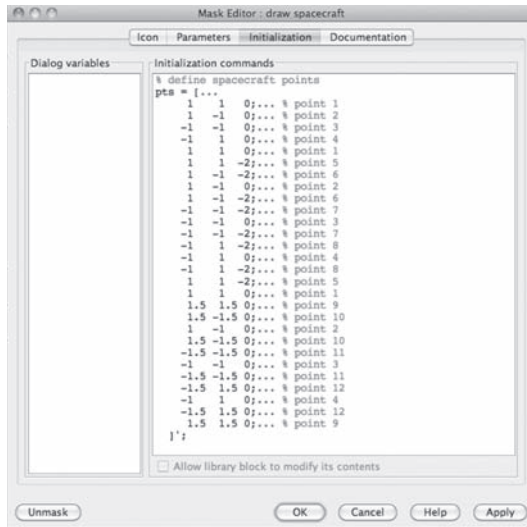 Mask Editor : draw spacecraft
Icon Parameters Initialization Documentation
Dialog variables
Initialization commands
% define spacecraft points
pts = [...
1 1 0;... % point 1
1 -1 0;... % point 2
-1 -1 0;... % point 3
-1 1 0;... % point 4
1 1 0;... % point 1
1 1 -2;... % point 5
1 -1 -2;... % point 6
1 -1 0;... % point 2
1 -1 -2;... % point 6
-1 -1 -2;... % point 7
-1 -1 0;... % point 3
-1 -1 -2;... % point 7
-1 1 -2;... % point 8
-1 1 0;... % point 4
-1 1 -2;... % point 8
1 1 -2;... % point 5
1 1 0;... % point 1
1.5 1.5 0;... % point 9
1.5 -1.5 0;... % point 10
1 -1 0;... % point 2
1.5 -1.5 0;... % point 10
-1.5 -1.5 0;... % point 11
-1 -1 0;... % point 3
-1.5 -1.5 0;... % point 11
-1.5 1.5 0;... % point 12
-1 1 0;... % point 4
-1.5 1.5 0;... % point 12
1.5 1.5 0;... % point 9
]';
Allow library block to modify its contents
Unmask OK Cancel Help Apply